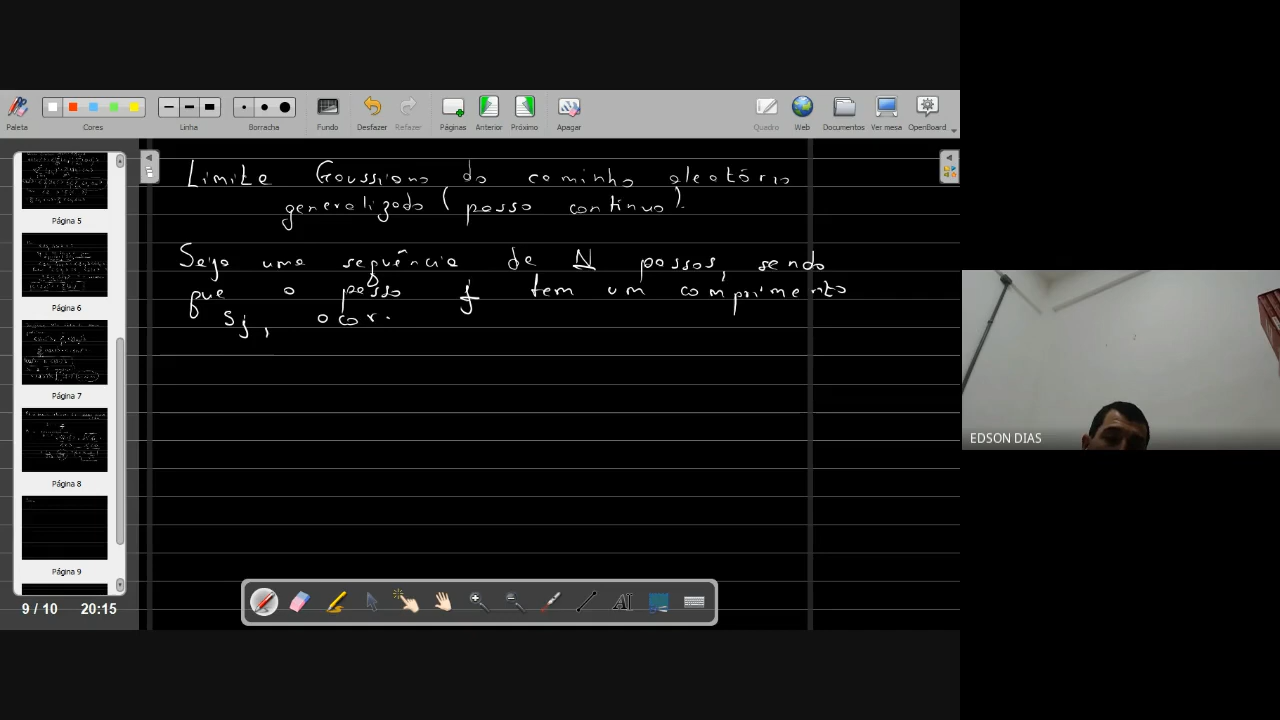 Paleta
Cores
Linha
Borracha
Fundo
Desfazer
Refazer
Páginas
Anterior
Próximo
Apagar
Quadro
Web
Documentos
Ver mesa
OpenBoard
Limite Gaussiano do caminho aleatório
generalizado (passo contínuo).
Seja uma sequência de N passos, sendo
que o passo j tem um comprimento
Sj, ocor.
Página 5
Página 6
Página 7
Página 8
Página 9
9 / 10
20:15
EDSON DIAS